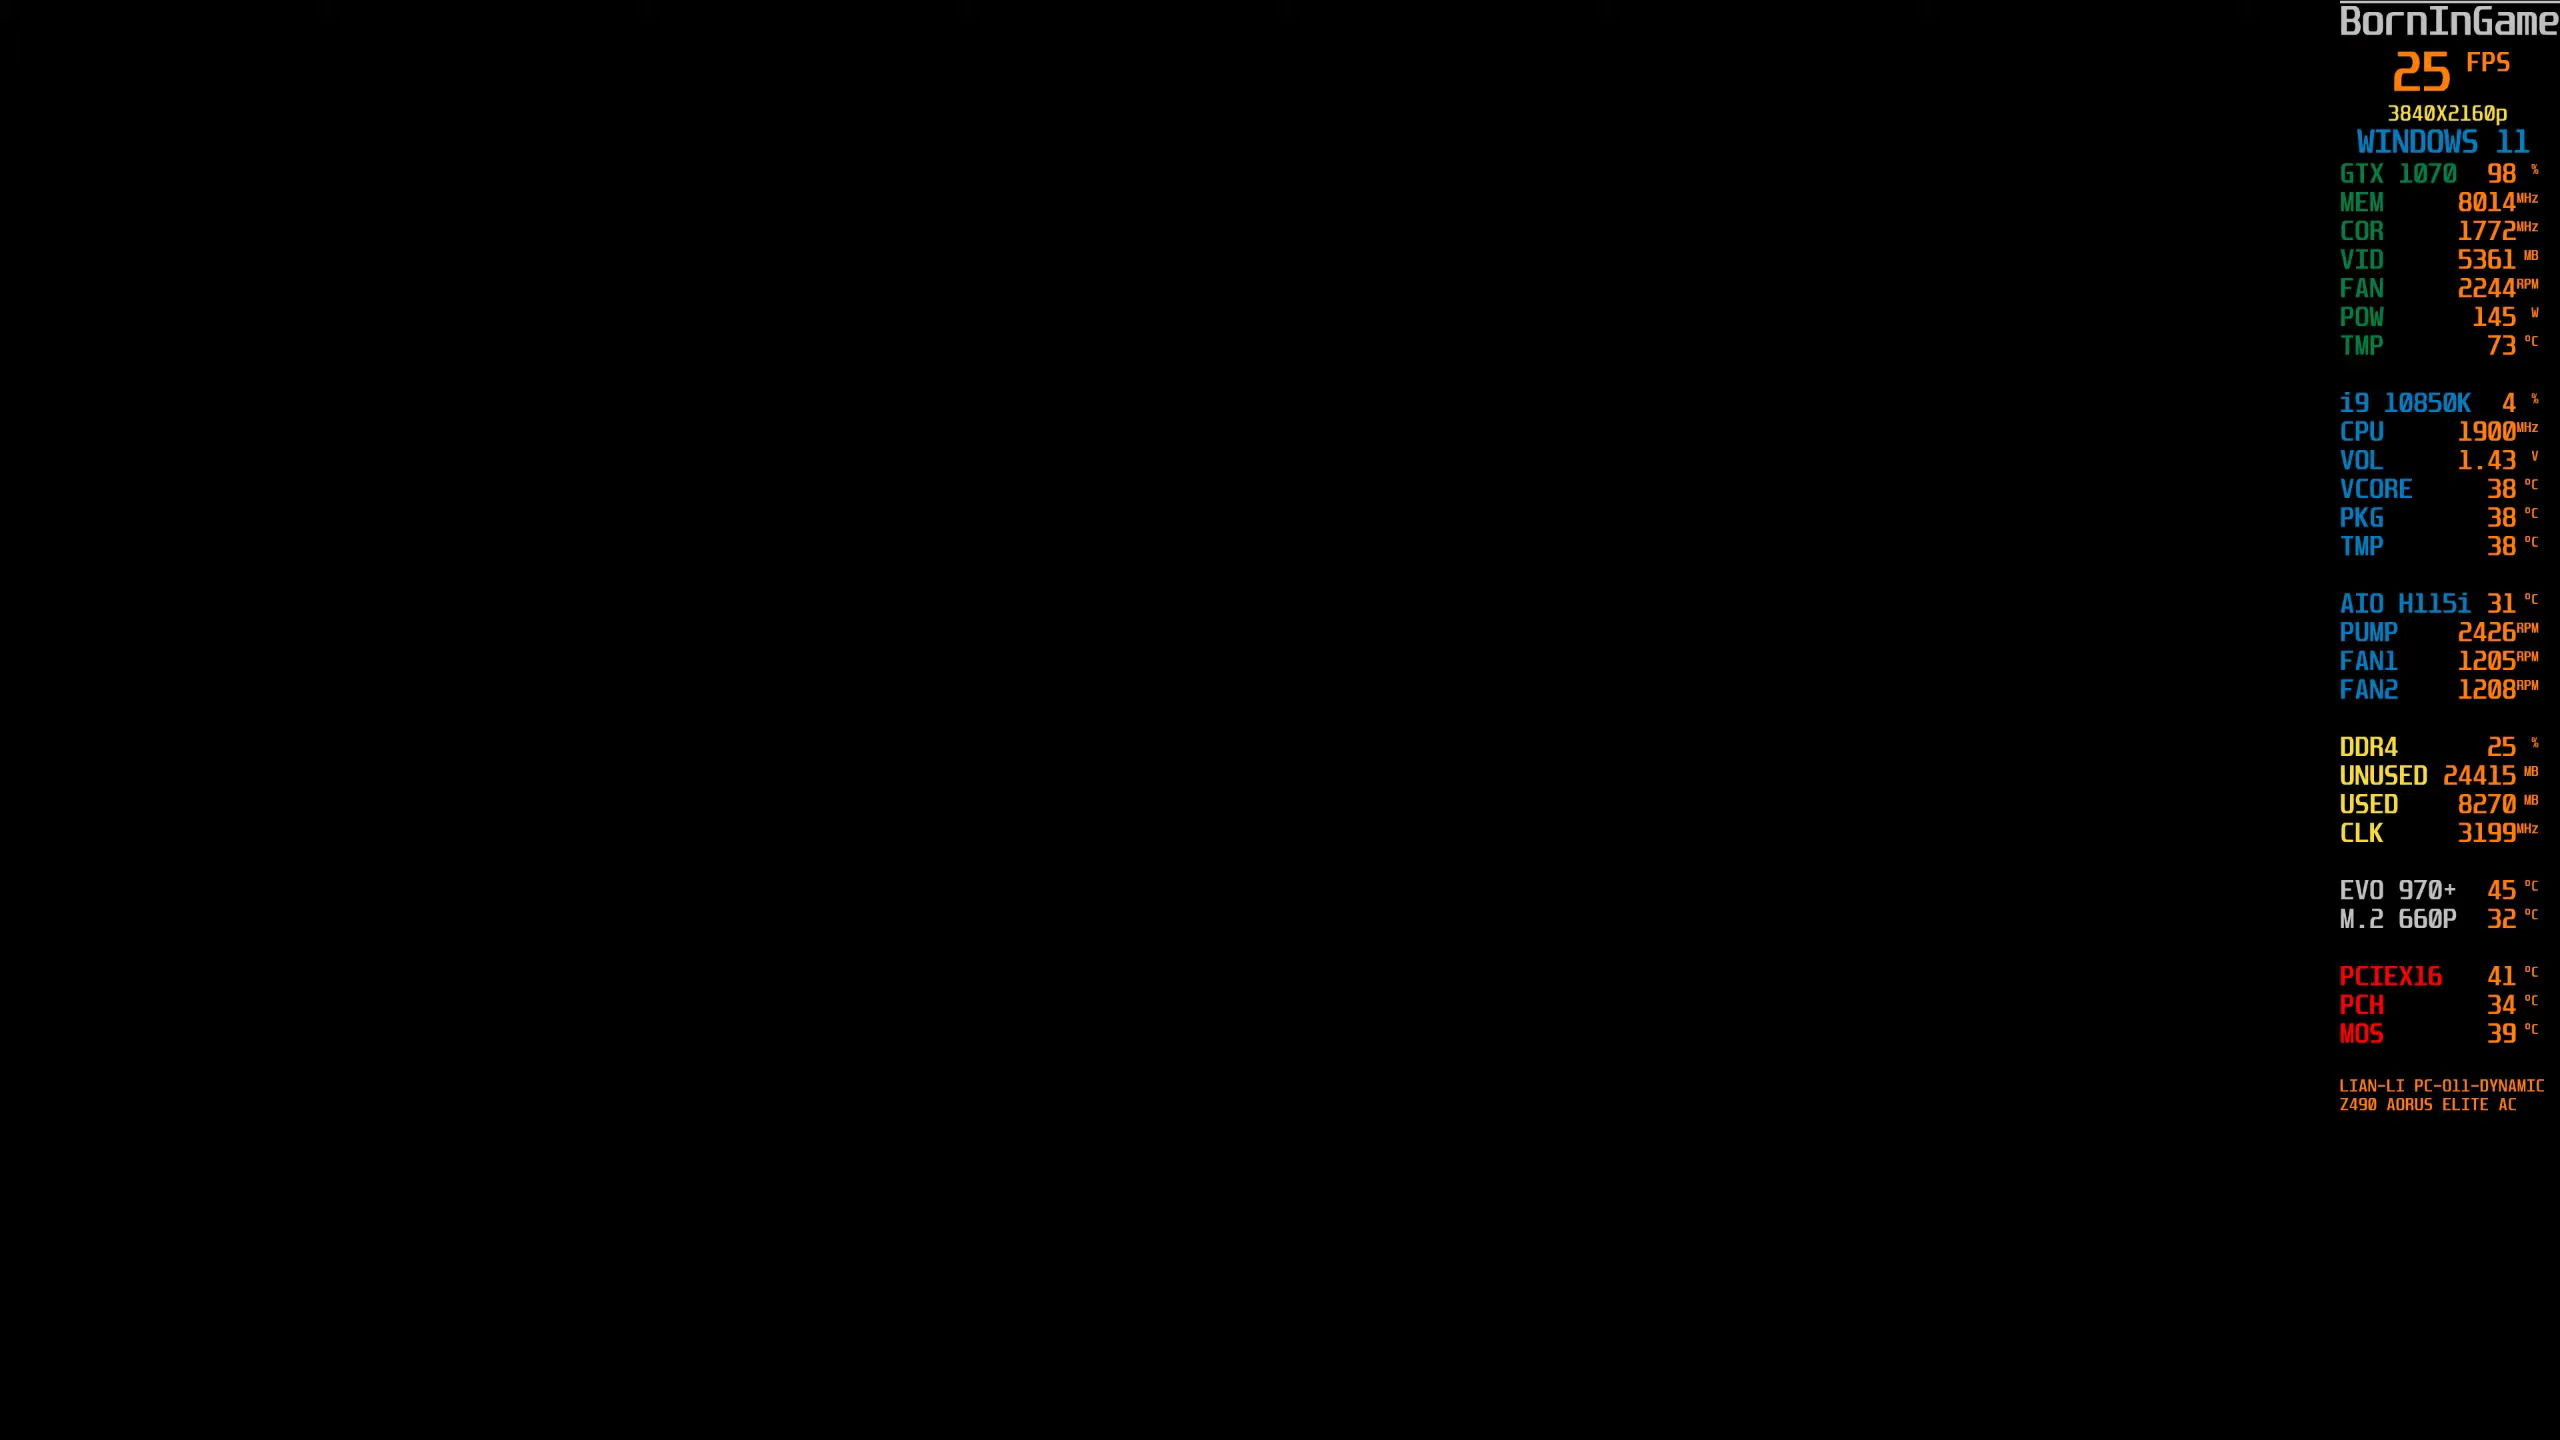 BornInGame
25 FPS
3840X2160p
WINDOWS 11
GTX 1070 98 %
MEM 8014 MHz
COR 1772 MHz
VID 5361 MB
FAN 2244 RPM
POW 145 W
TMP 73 °C
i9 10850K 4 %
CPU 1900 MHz
VOL 1.43 V
VCORE 38 °C
PKG 38 °C
TMP 38 °C
AIO H115i 31 °C
PUMP 2426 RPM
FAN1 1205 RPM
FAN2 1208 RPM
DDR4 25 %
UNUSED 24415 MB
USED 8270 MB
CLK 3199 MHz
EVO 970+ 45 °C
M.2 660P 32 °C
PCIEX16 41 °C
PCH 34 °C
MOS 39 °C
LIAN-LI PC-O11-DYNAMIC
Z490 AORUS ELITE AC